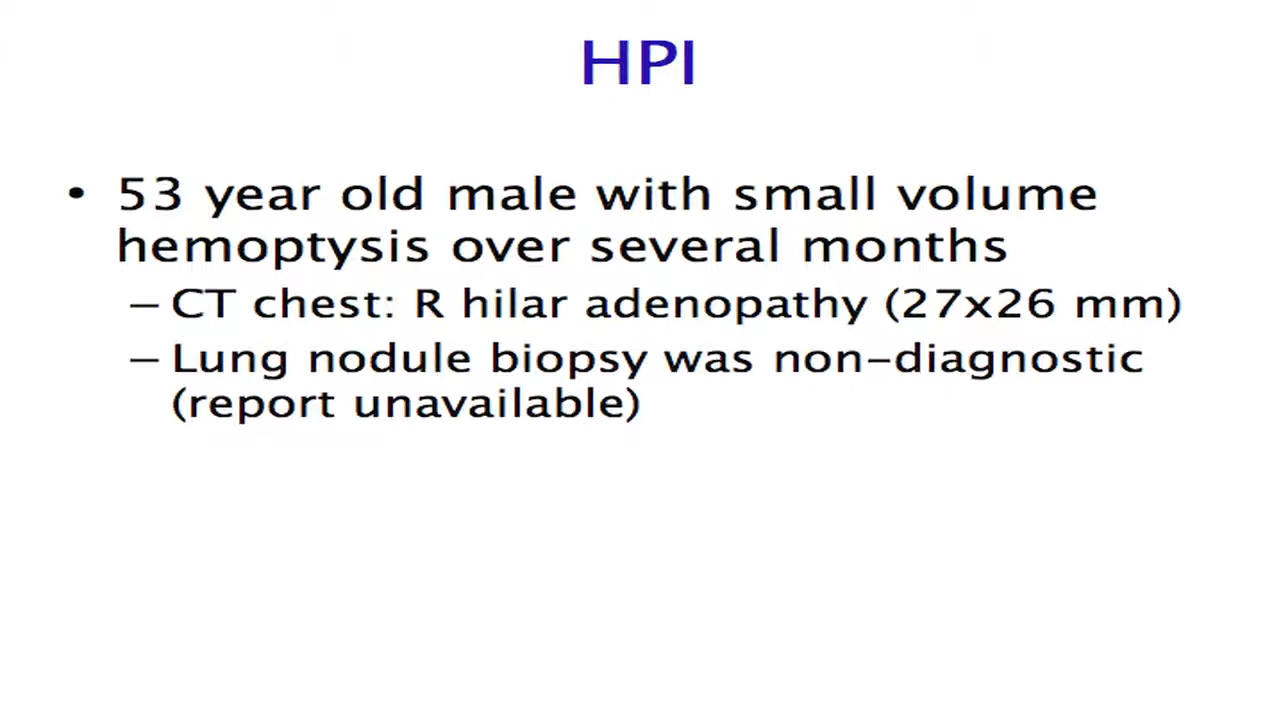 HPI
• 53 year old male with small volume
hemoptysis over several months
– CT chest: R hilar adenopathy (27x26 mm)
– Lung nodule biopsy was non-diagnostic
(report unavailable)